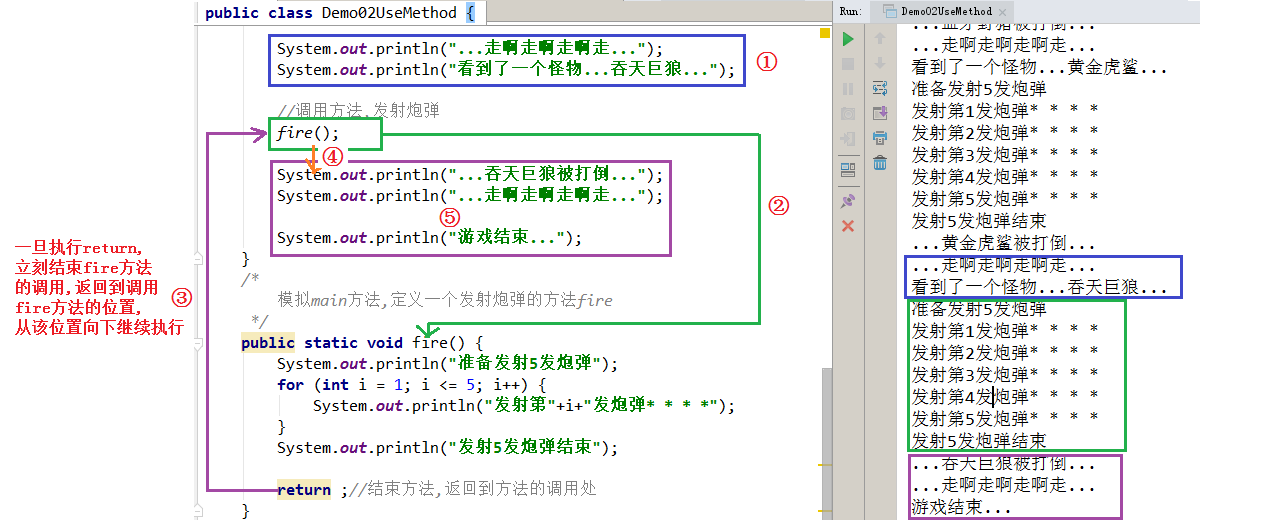 public class Demo02UseMethod {
System.out.println("...走啊走啊走啊走...");
System.out.println("看到了一个怪物...吞天巨狼...");
①
//调用方法,发射炮弹
fire();
④
System.out.println("...吞天巨狼被打倒...");
System.out.println("...走啊走啊走啊走...");
⑤
System.out.println("游戏结束...");
}
/*
模拟main方法,定义一个发射炮弹的方法fire
*/
public static void fire() {
System.out.println("准备发射5发炮弹");
for (int i = 1; i <= 5; i++) {
System.out.println("发射第"+i+"发炮弹* * * *");
}
System.out.println("发射5发炮弹结束");
return ;//结束方法,返回到方法的调用处
}
②
一旦执行return,
立刻结束fire方法
的调用,返回到调用
fire方法的位置,
从该位置向下继续执行
③
Run: Demo02UseMethod
...走啊走啊走啊走...
看到了一个怪物...黄金虎鲨...
准备发射5发炮弹
发射第1发炮弹* * * *
发射第2发炮弹* * * *
发射第3发炮弹* * * *
发射第4发炮弹* * * *
发射第5发炮弹* * * *
发射5发炮弹结束
...黄金虎鲨被打倒...
...走啊走啊走啊走...
看到了一个怪物...吞天巨狼...
准备发射5发炮弹
发射第1发炮弹* * * *
发射第2发炮弹* * * *
发射第3发炮弹* * * *
发射第4发炮弹* * * *
发射第5发炮弹* * * *
发射5发炮弹结束
...吞天巨狼被打倒...
...走啊走啊走啊走...
游戏结束...